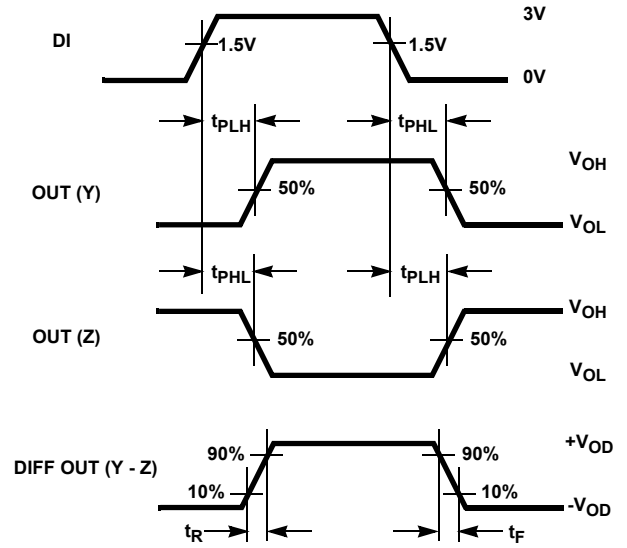 3V
DI
1.5V
1.5V
0V
tPLH
tPHL
VOH
50%
50%
OUT (Y)
VOL
tPHL
tPLH
VOH
OUT (Z)
50%
50%
VOL
+VOD
DIFF OUT (Y - Z)
90%
90%
10%
10%
-VOD
tR
tF